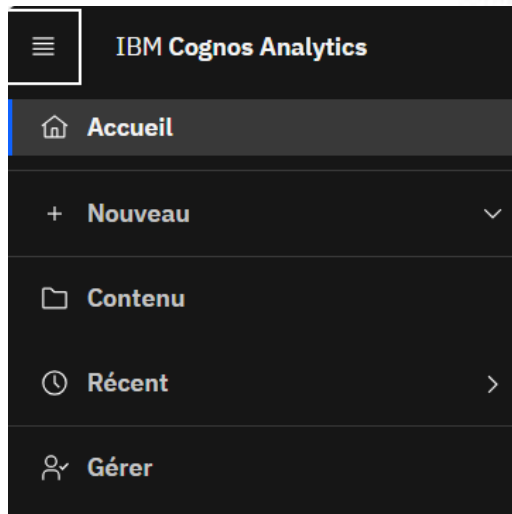 IBM Cognos Analytics
Accueil
Nouveau
Contenu
Récent
Gérer